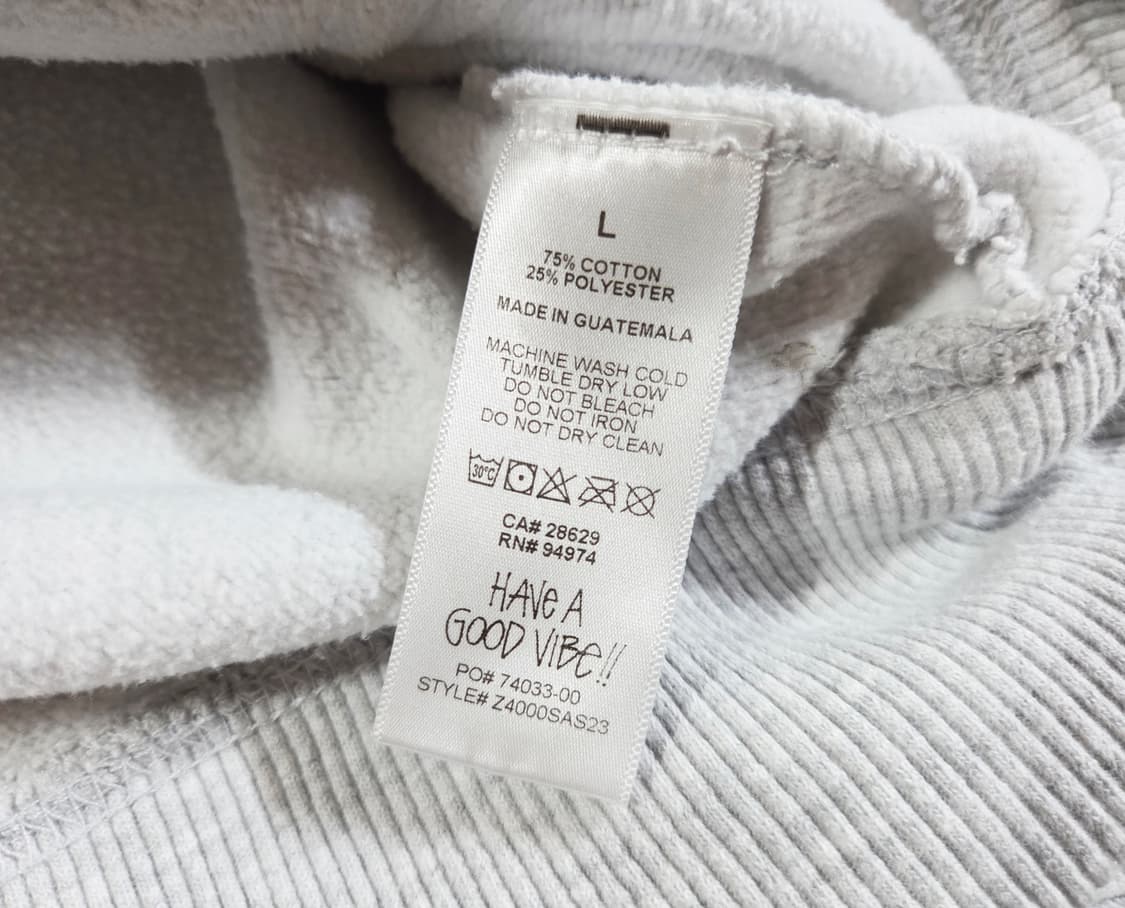 L
75% COTTON
25% POLYESTER
MADE IN GUATEMALA
MACHINE WASH COLD
TUMBLE DRY LOW
DO NOT BLEACH
DO NOT IRON
DO NOT DRY CLEAN
30°C
CA# 28629
RN# 94974
HAVe A
GOOD VIBe!!
PO# 74033-00
STYLE# Z4000SAS23